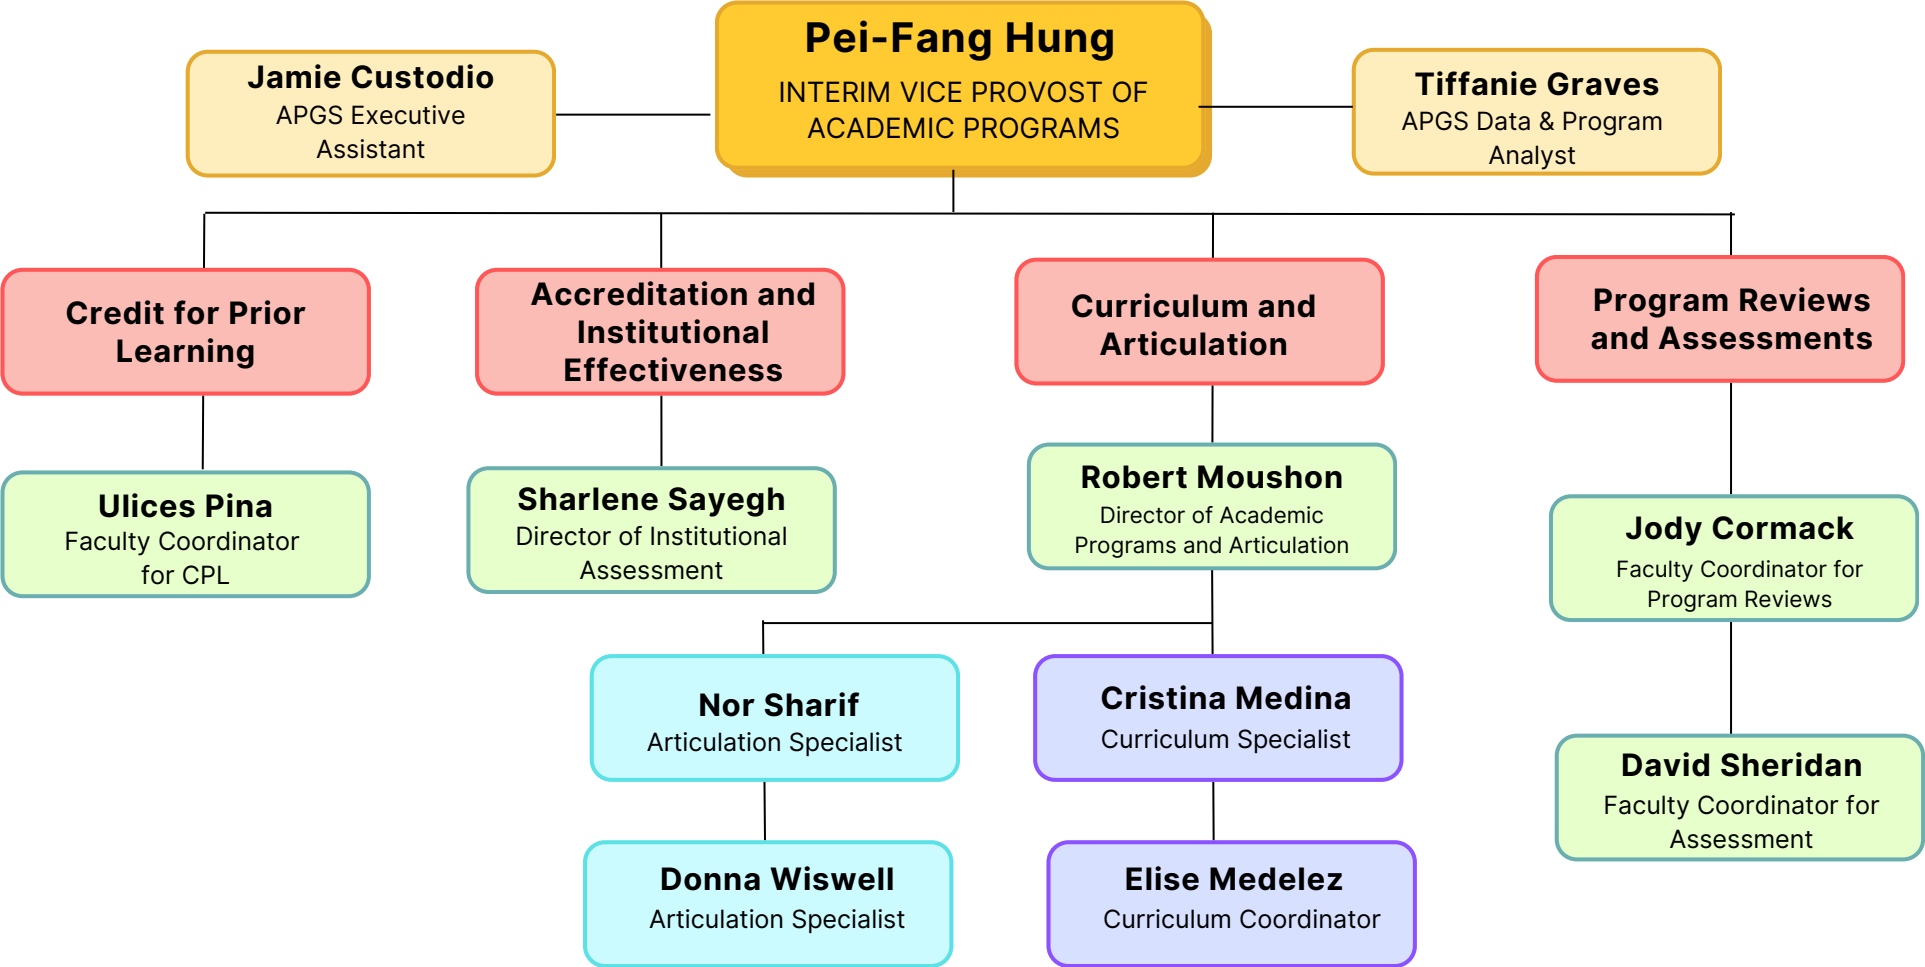 Pei-Fang Hung
INTERIM VICE PROVOST OF
ACADEMIC PROGRAMS
Jamie Custodio
APGS Executive
Assistant
Tiffanie Graves
APGS Data & Program
Analyst
Credit for Prior
Learning
Accreditation and
Institutional
Effectiveness
Curriculum and
Articulation
Program Reviews
and Assessments
Ulices Pina
Faculty Coordinator
for CPL
Sharlene Sayegh
Director of Institutional
Assessment
Robert Moushon
Director of Academic
Programs and Articulation
Jody Cormack
Faculty Coordinator for
Program Reviews
Nor Sharif
Articulation Specialist
Cristina Medina
Curriculum Specialist
David Sheridan
Faculty Coordinator for
Assessment
Donna Wiswell
Articulation Specialist
Elise Medelez
Curriculum Coordinator